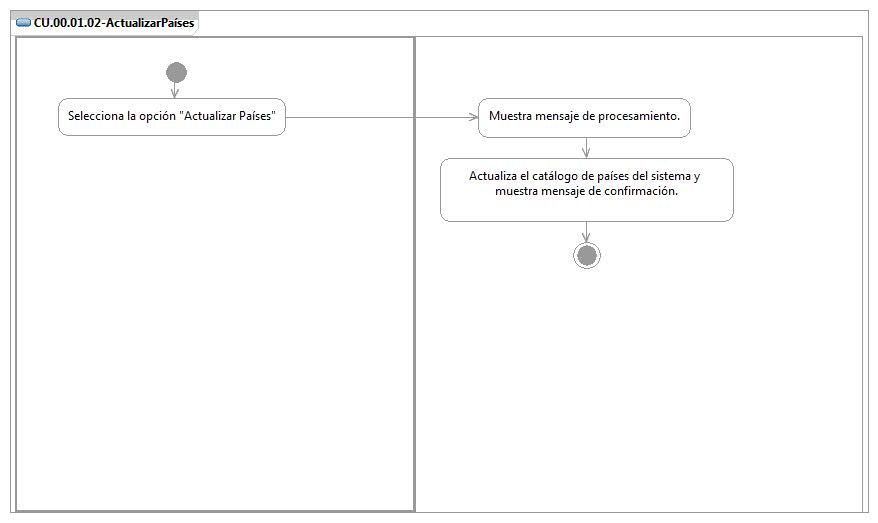 CU.00.01.02-ActualizarPaíses
Selecciona la opción "Actualizar Países"
Muestra mensaje de procesamiento.
Actualiza el catálogo de países del sistema y
muestra mensaje de confirmación.